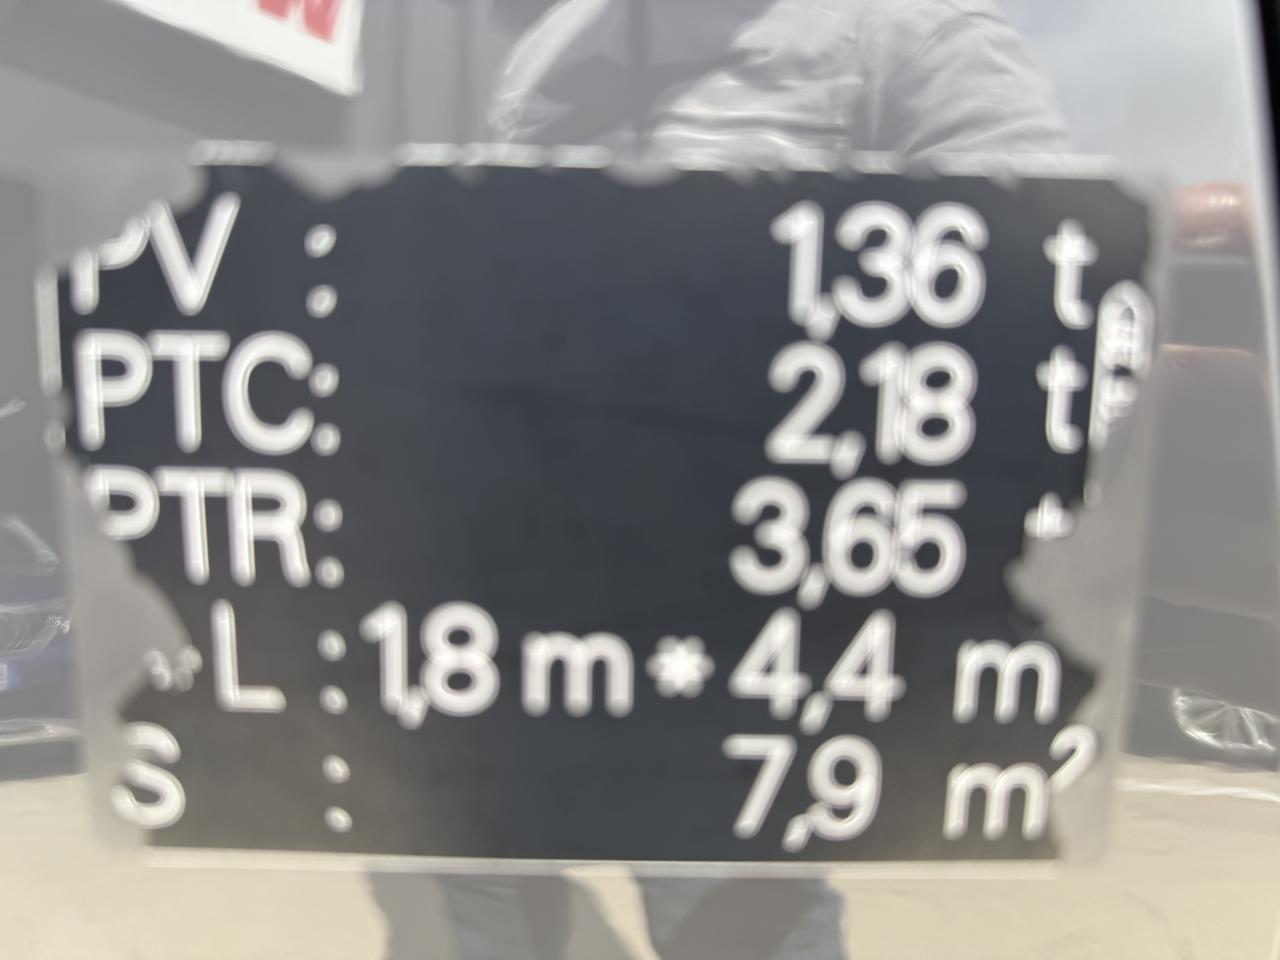 PV : 1,36 t
PTC: 2,18 t
PTR: 3,65 t
L : 1,8 m * 4,4 m
S : 7,9 m²